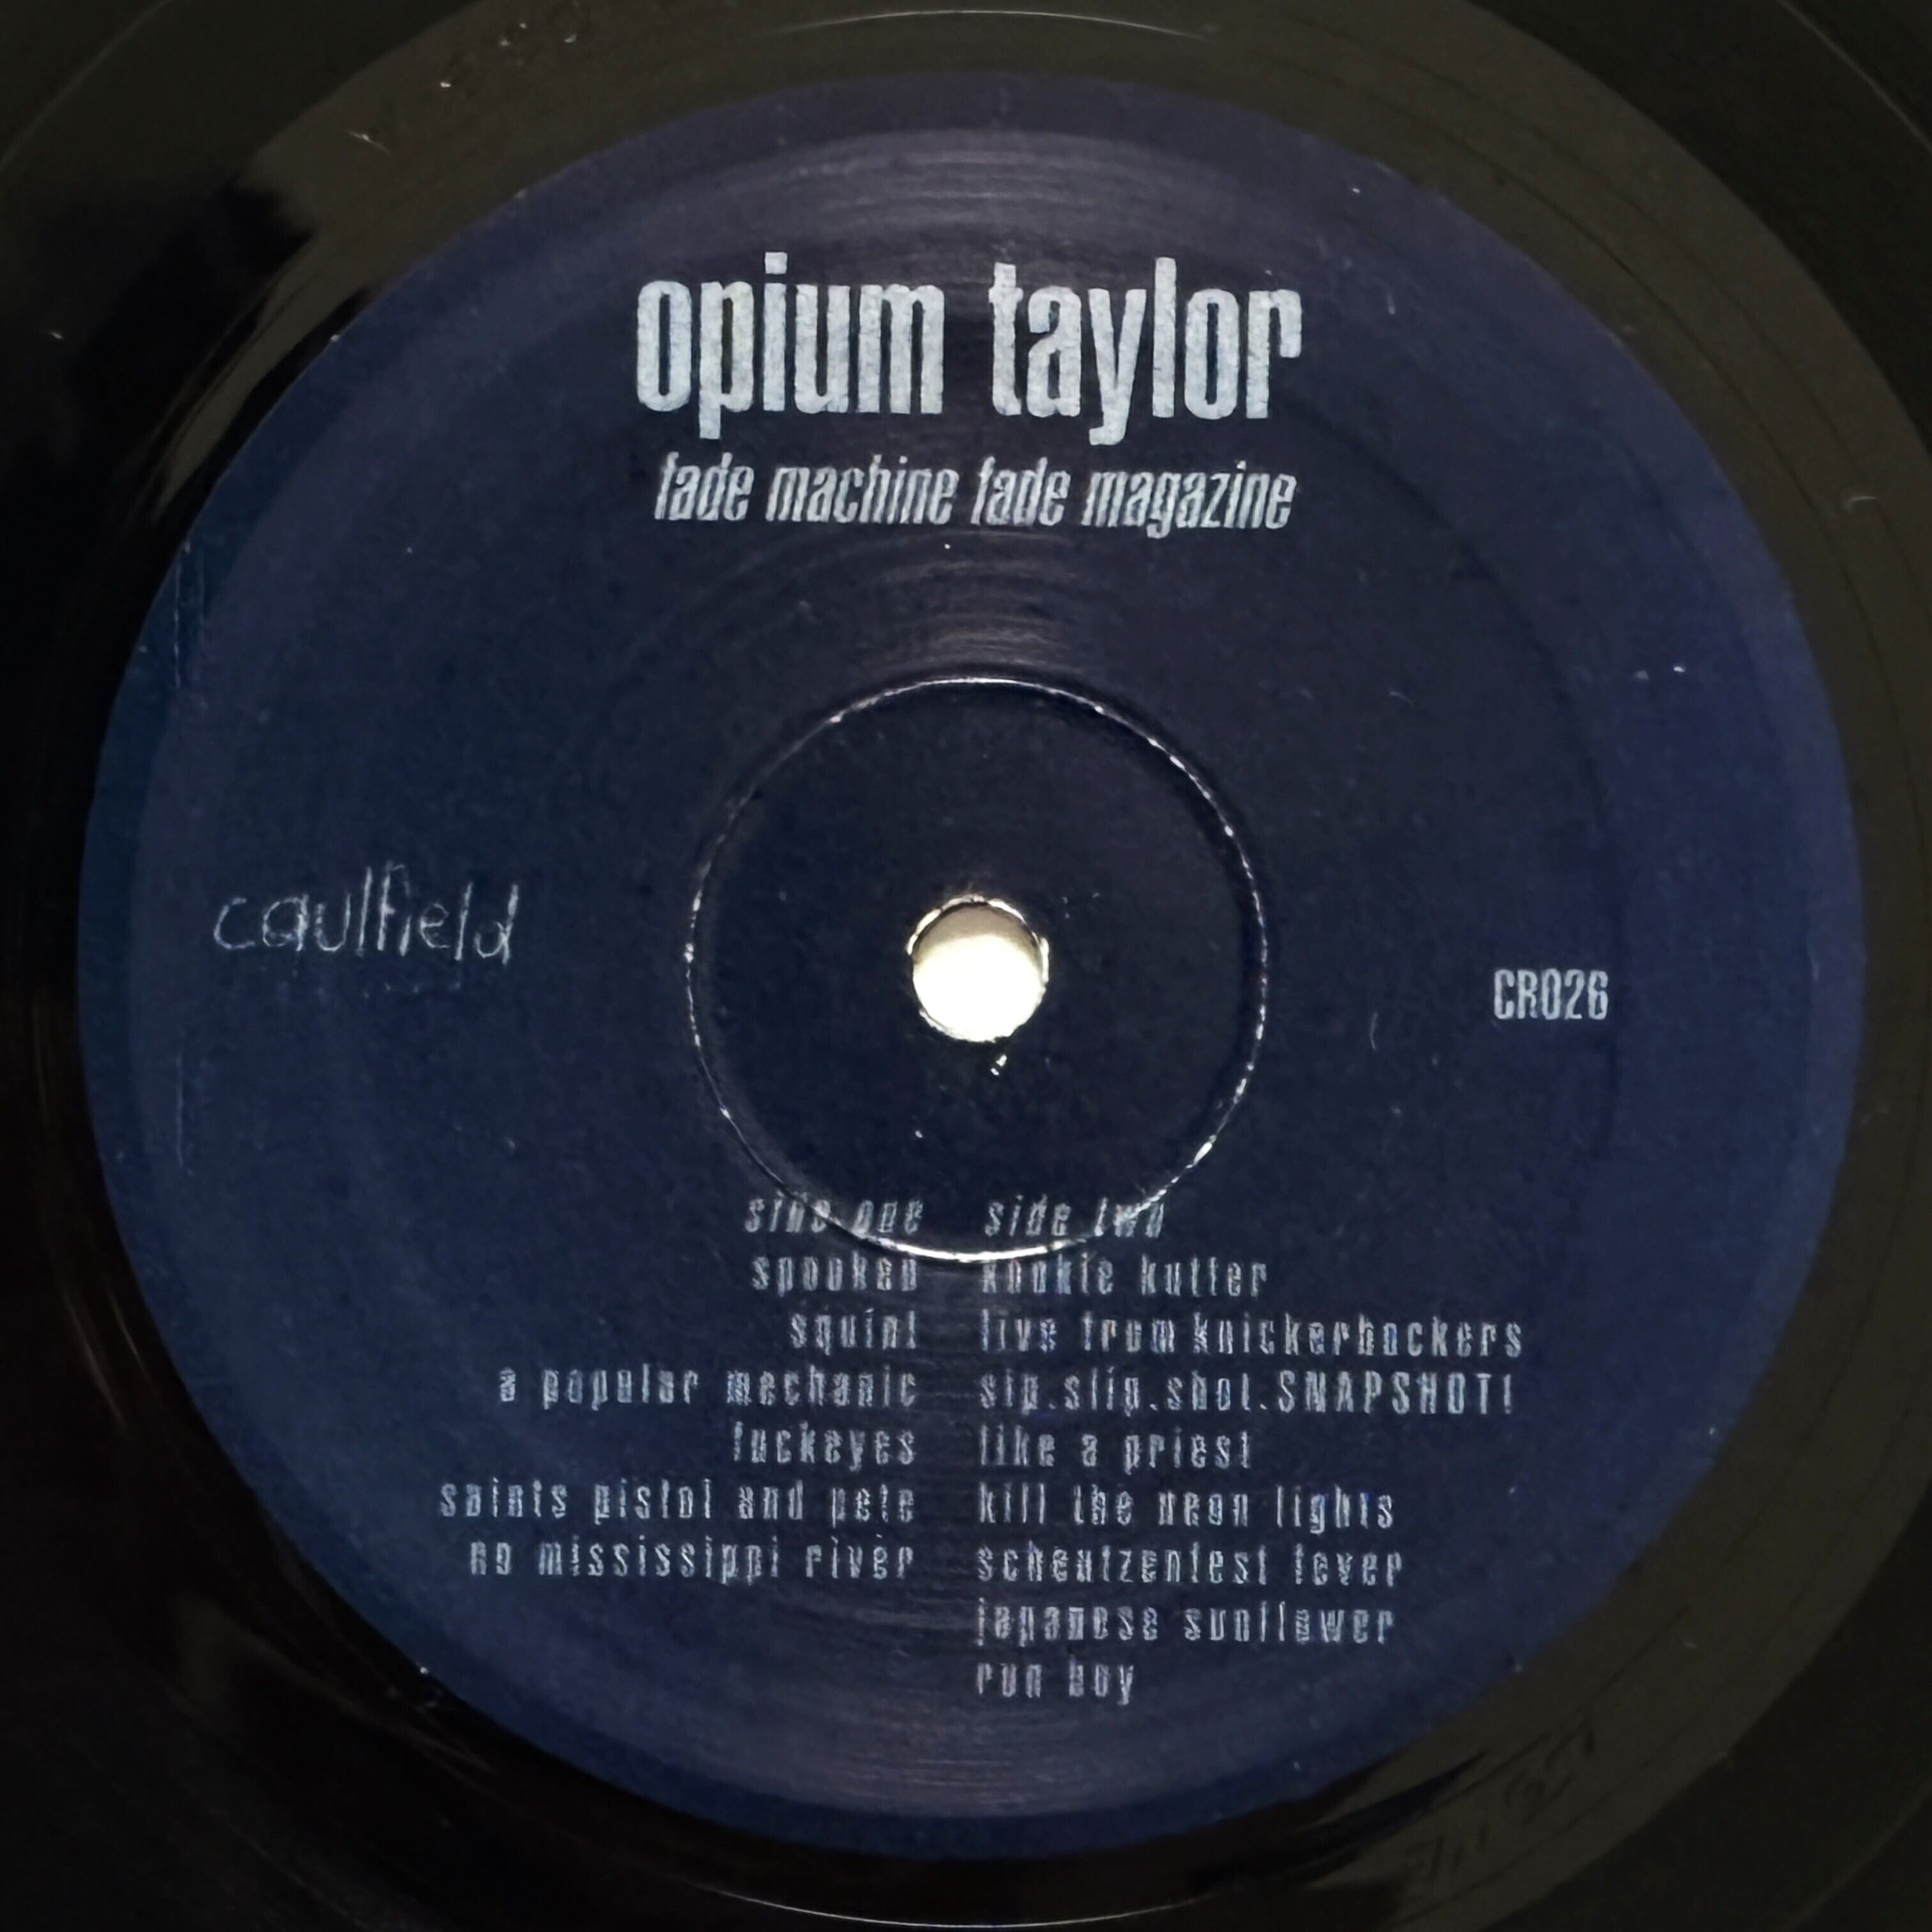 opium taylor
fade machine fade magazine
caulfield
CR026
side one
spooked
squint
a popular mechanic
fuckeyes
saints pistol and pete
no mississippi river
side two
kookie kutter
live from knickerbockers
sip.slip.shot.SNAPSHOT!
like a priest
kill the neon lights
scheutzenfest fever
japanese sunflower
run boy